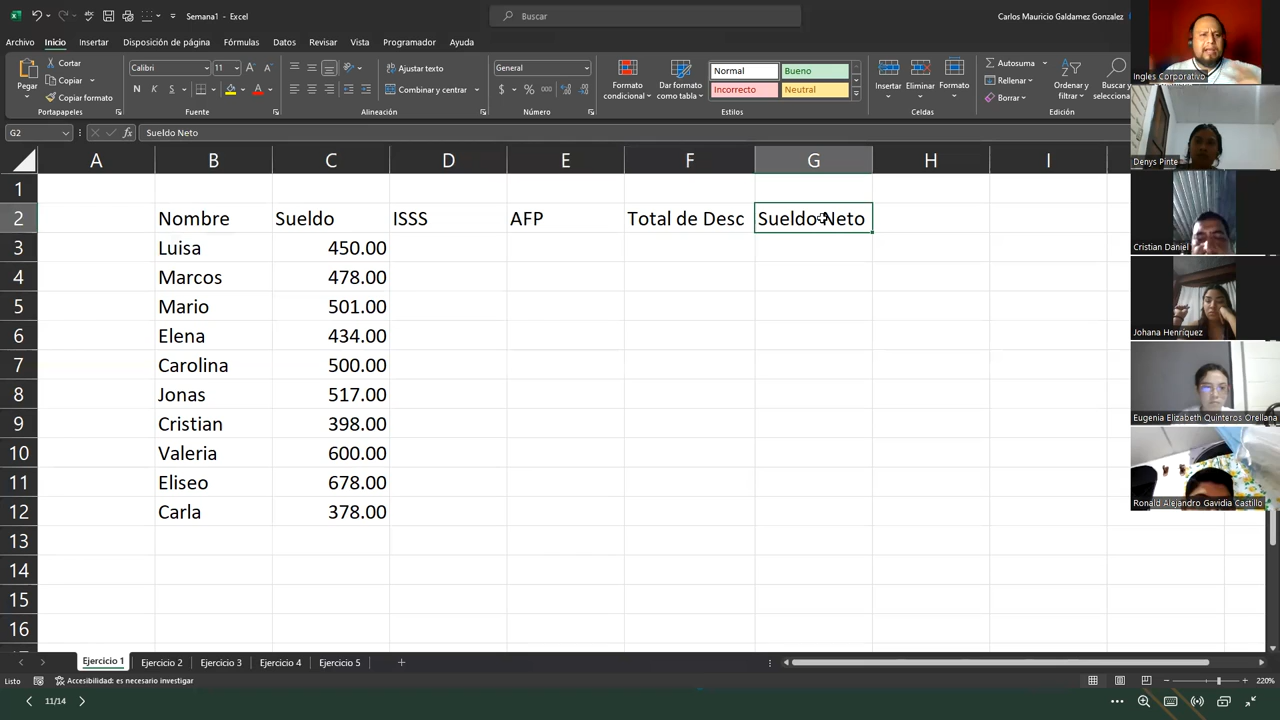 Semana1 - Excel
Buscar
Carlos Mauricio Galdamez Gonzalez
Archivo Inicio Insertar Disposición de página Fórmulas Datos Revisar Vista Programador Ayuda
Pegar
Cortar
Copiar
Copiar formato
Portapapeles
Calibri 11
N K S
Fuente
Ajustar texto
Combinar y centrar
Alineación
General
$ % 000
Número
Formato condicional
Dar formato como tabla
Normal Bueno
Incorrecto Neutral
Estilos
Insertar Eliminar Formato
Celdas
Autosuma
Rellenar
Borrar
Ordenar y filtrar
Buscar y selecciona
Edición
G2 fx Sueldo Neto
A B C D E F G H I
1
2 Nombre Sueldo ISSS AFP Total de Desc Sueldo Neto
3 Luisa 450.00
4 Marcos 478.00
5 Mario 501.00
6 Elena 434.00
7 Carolina 500.00
8 Jonas 517.00
9 Cristian 398.00
10 Valeria 600.00
11 Eliseo 678.00
12 Carla 378.00
13
14
15
16
Ejercicio 1 Ejercicio 2 Ejercicio 3 Ejercicio 4 Ejercicio 5
Listo Accesibilidad: es necesario investigar 220%
11/14
Ingles Corporativo
Denys Pinte
Cristian Daniel
Johana Henríquez
Eugenia Elizabeth Quinteros Orellana
Ronald Alejandro Gavidia Castillo